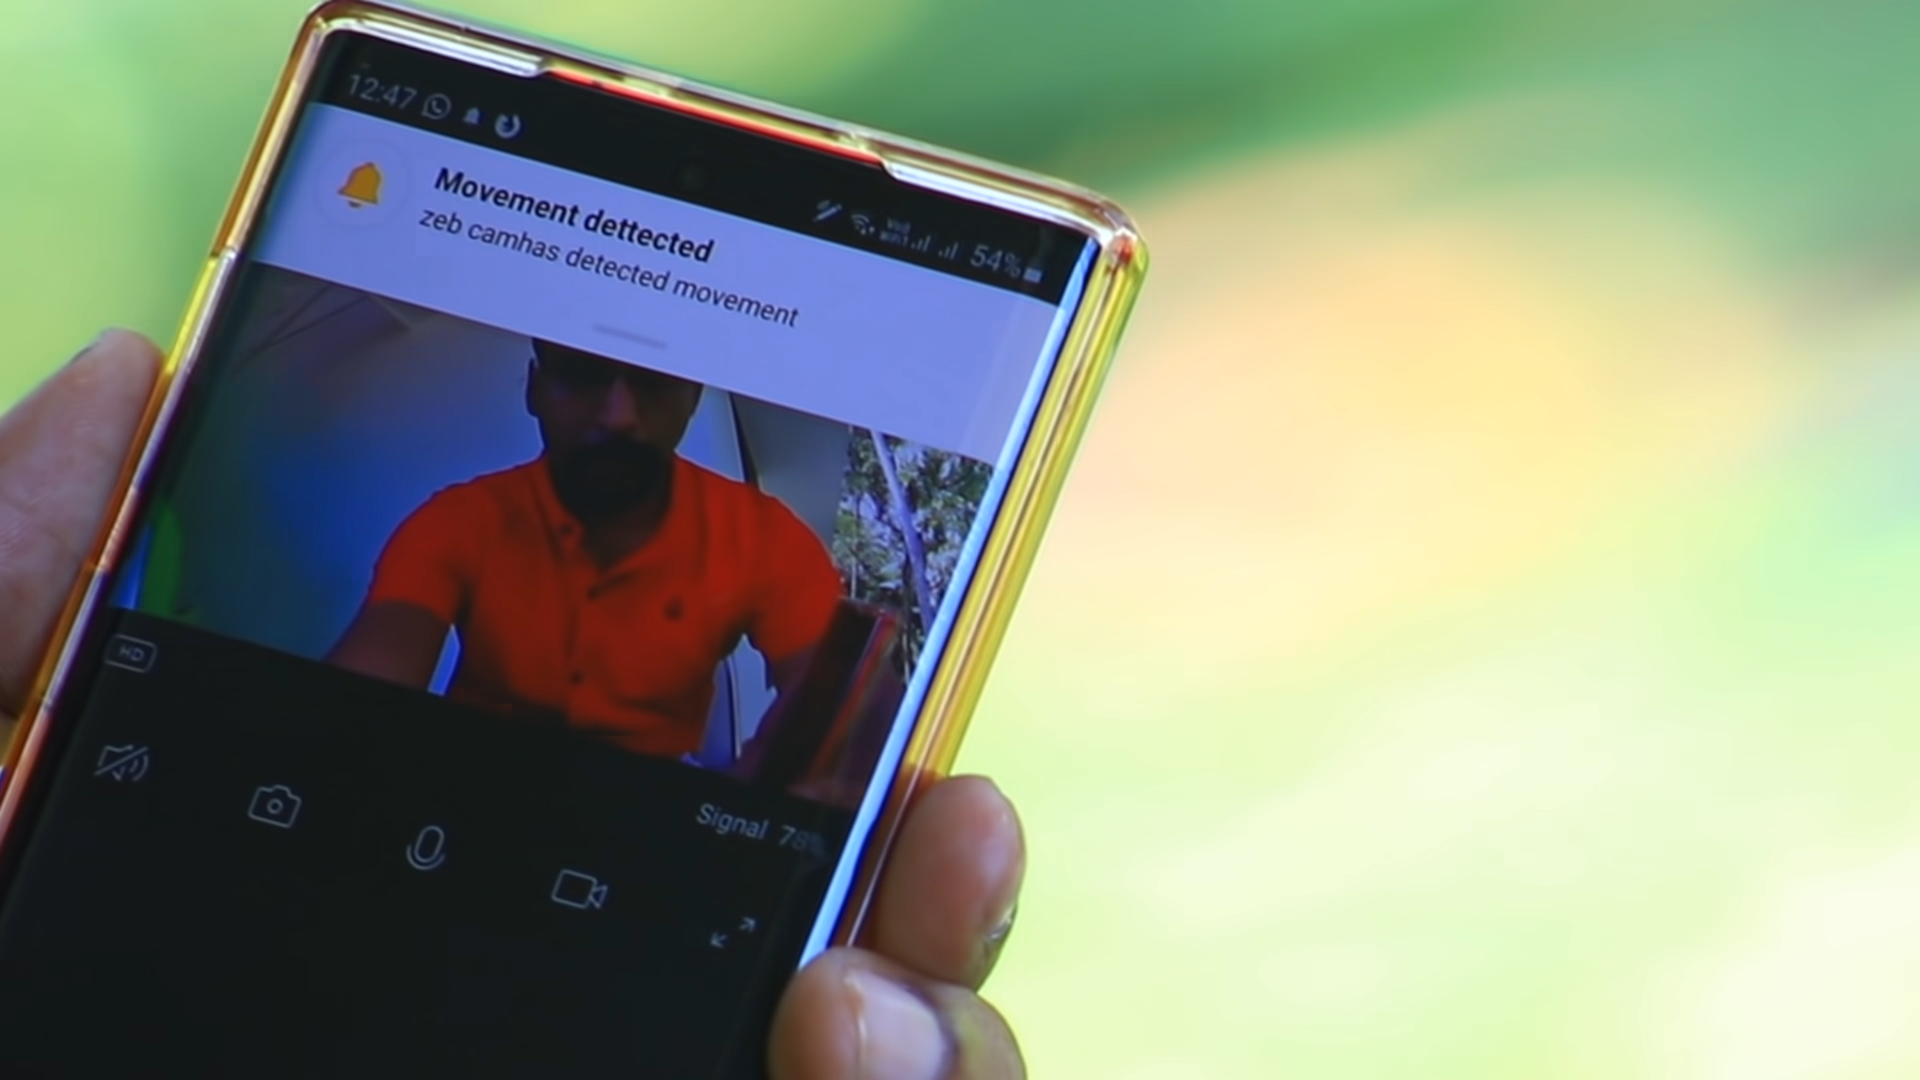 12:47
54%
Movement dettected
zeb camhas detected movement
HD
Signal 78%